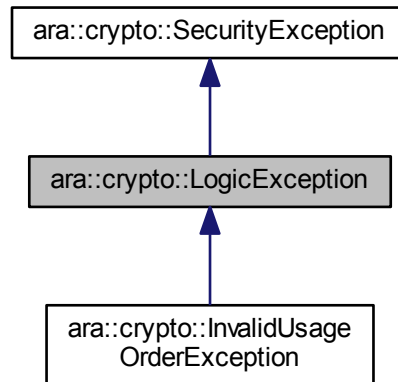 ara::crypto::SecurityException
ara::crypto::LogicException
ara::crypto::InvalidUsage
OrderException